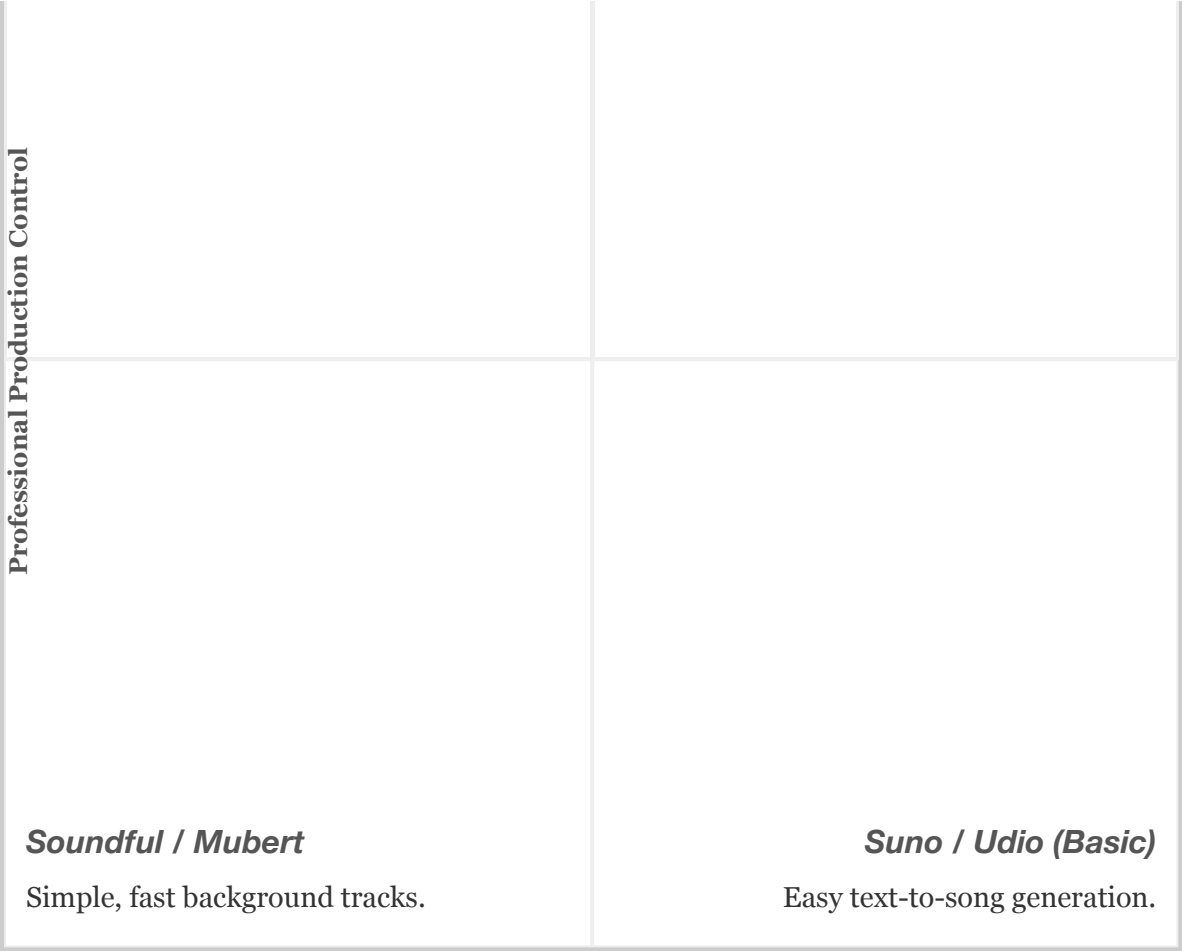 Professional Production Control
Soundful / Mubert
Simple, fast background tracks.
Suno / Udio (Basic)
Easy text-to-song generation.